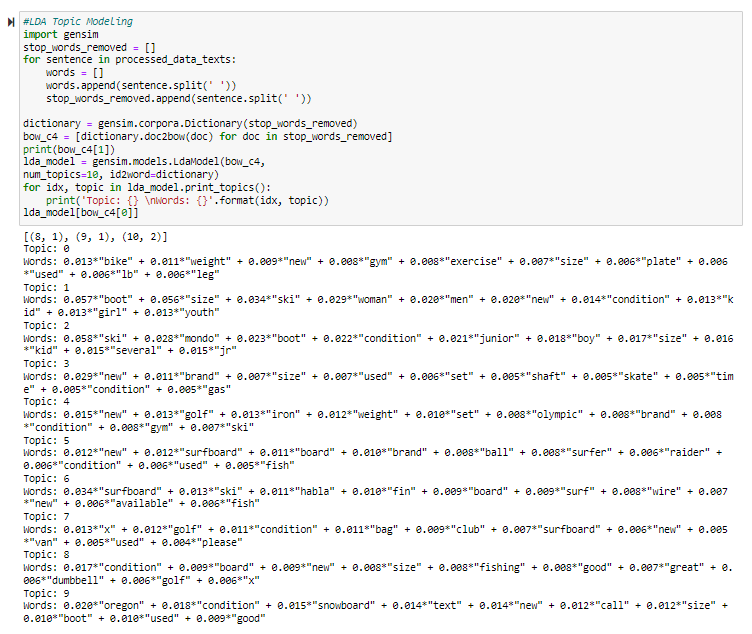 #LDA Topic Modeling
import gensim
stop_words_removed = []
for sentence in processed_data_texts:
    words = []
    words.append(sentence.split(' '))
    stop_words_removed.append(sentence.split(' '))

dictionary = gensim.corpora.Dictionary(stop_words_removed)
bow_c4 = [dictionary.doc2bow(doc) for doc in stop_words_removed]
print(bow_c4[1])
lda_model = gensim.models.LdaModel(bow_c4,
num_topics=10, id2word=dictionary)
for idx, topic in lda_model.print_topics():
    print('Topic: {} \nWords: {}'.format(idx, topic))
lda_model[bow_c4[0]]

[(8, 1), (9, 1), (10, 2)]
Topic: 0
Words: 0.013*"bike" + 0.011*"weight" + 0.009*"new" + 0.008*"gym" + 0.008*"exercise" + 0.007*"size" + 0.006*"plate" + 0.006
*"used" + 0.006*"lb" + 0.006*"leg"
Topic: 1
Words: 0.057*"boot" + 0.056*"size" + 0.034*"ski" + 0.029*"woman" + 0.020*"men" + 0.020*"new" + 0.014*"condition" + 0.013*"k
id" + 0.013*"girl" + 0.013*"youth"
Topic: 2
Words: 0.058*"ski" + 0.028*"mondo" + 0.023*"boot" + 0.022*"condition" + 0.021*"junior" + 0.018*"boy" + 0.017*"size" + 0.016
*"kid" + 0.015*"several" + 0.015*"jr"
Topic: 3
Words: 0.029*"new" + 0.011*"brand" + 0.007*"size" + 0.007*"used" + 0.006*"set" + 0.005*"shaft" + 0.005*"skate" + 0.005*"tim
e" + 0.005*"condition" + 0.005*"gas"
Topic: 4
Words: 0.015*"new" + 0.013*"golf" + 0.013*"iron" + 0.012*"weight" + 0.010*"set" + 0.008*"olympic" + 0.008*"brand" + 0.008
*"condition" + 0.008*"gym" + 0.007*"ski"
Topic: 5
Words: 0.012*"new" + 0.012*"surfboard" + 0.011*"board" + 0.010*"brand" + 0.008*"ball" + 0.008*"surfer" + 0.006*"raider" +
0.006*"condition" + 0.006*"used" + 0.005*"fish"
Topic: 6
Words: 0.034*"surfboard" + 0.013*"ski" + 0.011*"habla" + 0.010*"fin" + 0.009*"board" + 0.009*"surf" + 0.008*"wire" + 0.007
*"new" + 0.006*"available" + 0.006*"fish"
Topic: 7
Words: 0.013*"x" + 0.012*"golf" + 0.011*"condition" + 0.011*"bag" + 0.009*"club" + 0.007*"surfboard" + 0.006*"new" + 0.005
*"van" + 0.005*"used" + 0.004*"please"
Topic: 8
Words: 0.017*"condition" + 0.009*"board" + 0.009*"new" + 0.008*"size" + 0.008*"fishing" + 0.008*"good" + 0.007*"great" + 0.
006*"dumbbell" + 0.006*"golf" + 0.006*"x"
Topic: 9
Words: 0.020*"oregon" + 0.018*"condition" + 0.015*"snowboard" + 0.014*"text" + 0.014*"new" + 0.012*"call" + 0.012*"size" +
0.010*"boot" + 0.010*"used" + 0.009*"good"